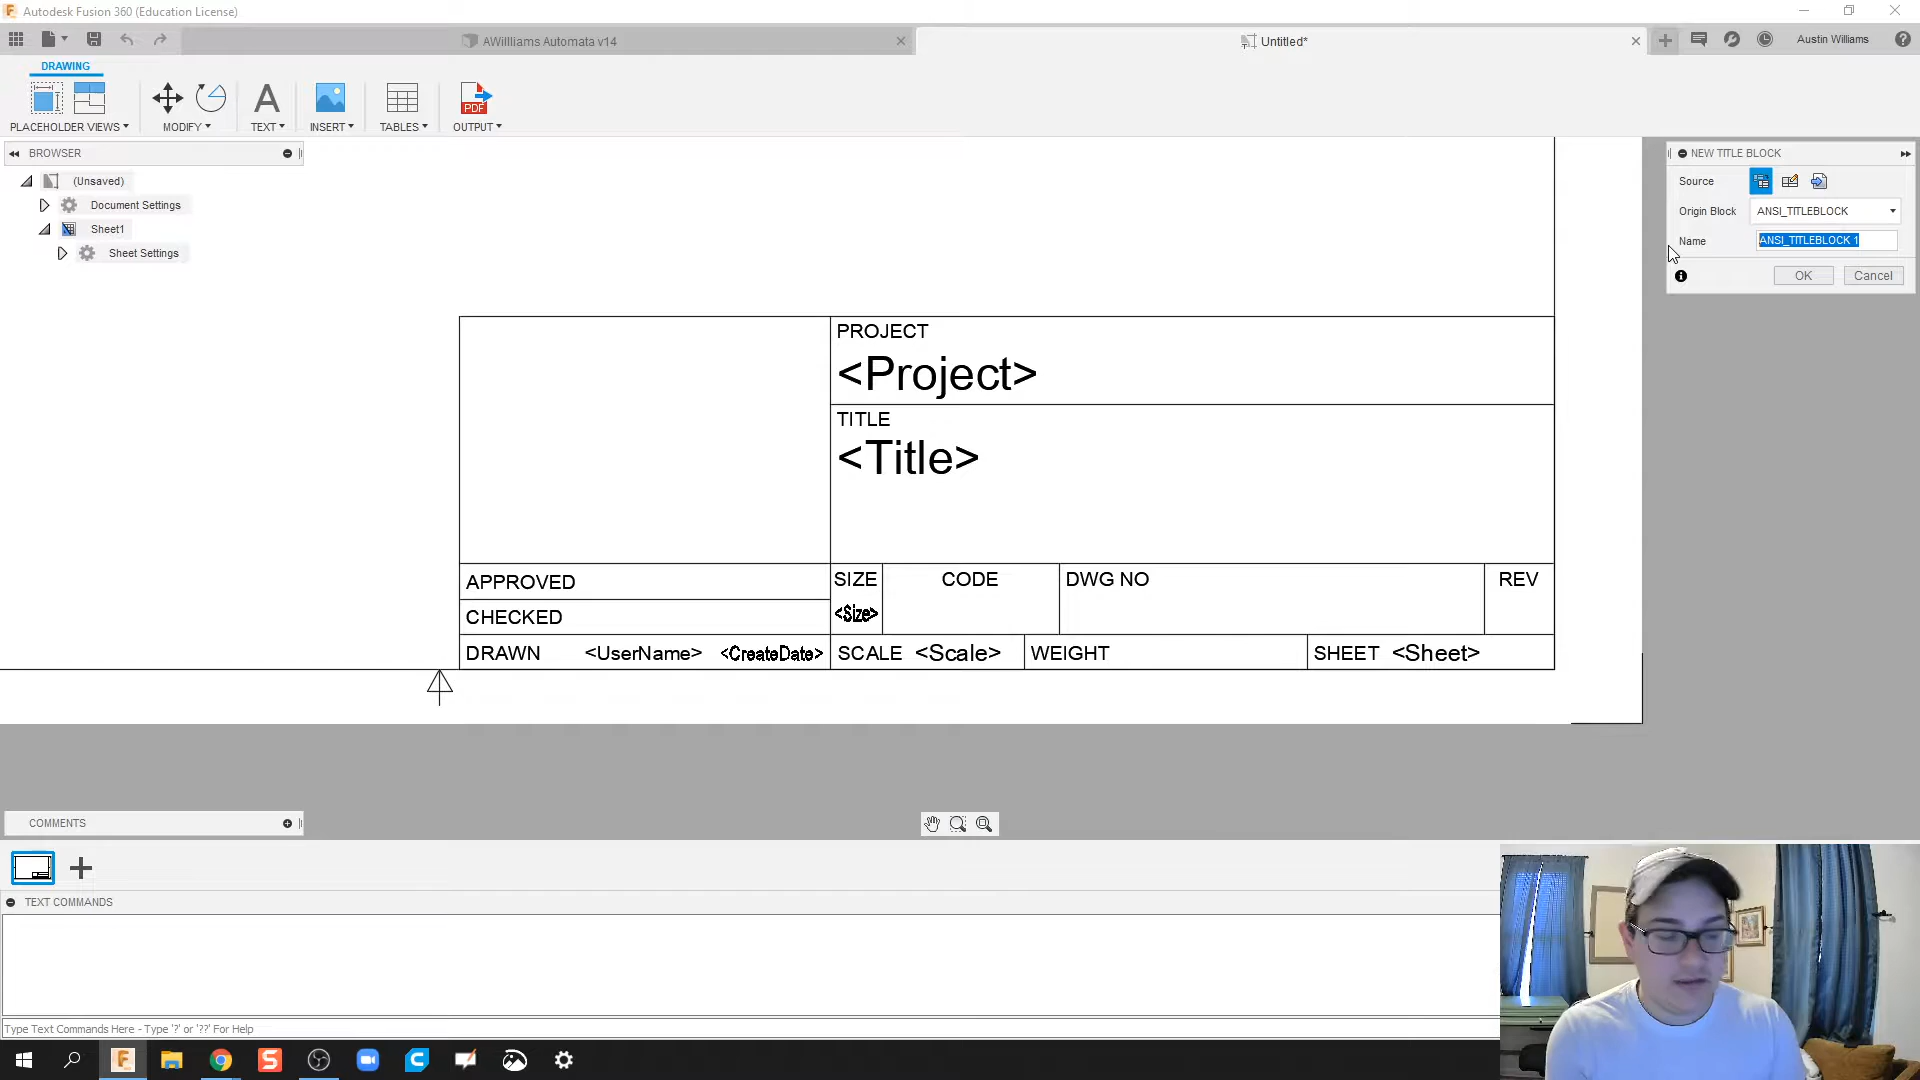 Autodesk Fusion 360 (Education License)
AWillliams Automata v14
Untitled*
Austin Williams
DRAWING
PLACEHOLDER VIEWS
MODIFY
TEXT
INSERT
TABLES
PDF
OUTPUT
BROWSER
(Unsaved)
Document Settings
Sheet1
Sheet Settings
NEW TITLE BLOCK
Source
Origin Block ANSI_TITLEBLOCK
Name ANSI_TITLEBLOCK 1
OK Cancel
PROJECT
<Project>
TITLE
<Title>
APPROVED
CHECKED
DRAWN <UserName> <CreateDate>
SIZE CODE DWG NO REV
<Size>
SCALE <Scale> WEIGHT SHEET <Sheet>
COMMENTS
TEXT COMMANDS
Type Text Commands Here - Type '?' or '??' For Help